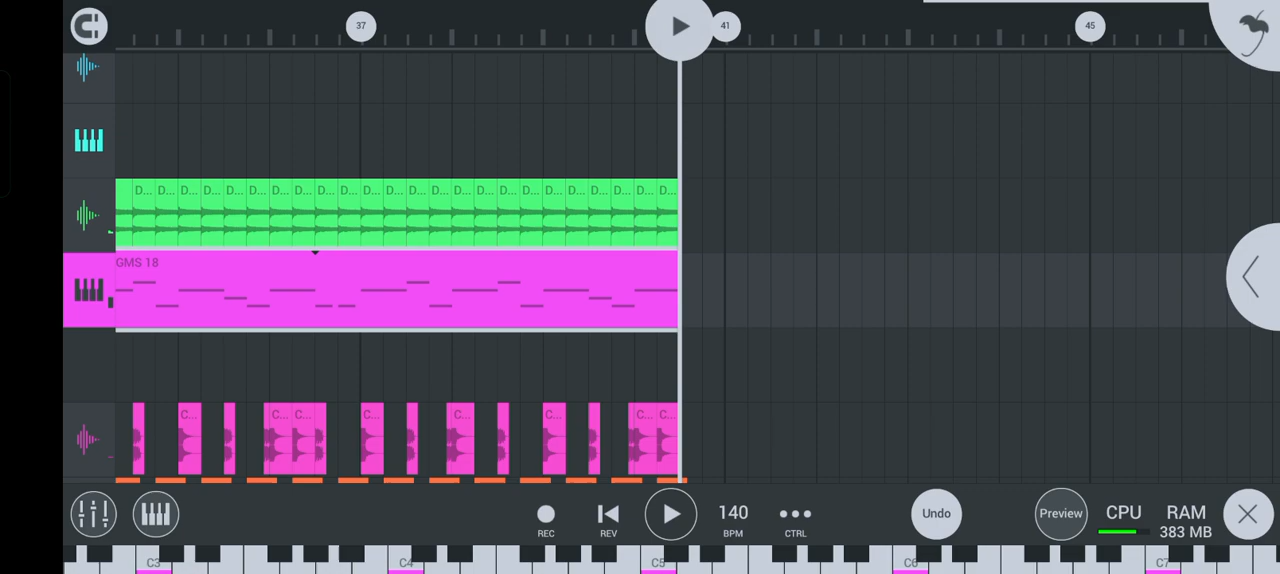 37 41 45
D... D... D... D... D... D... D... D... D... D... D... D... D... D... D... D... D... D... D... D... D... D... D... D...
GMS 18
C... C... C... C... C... C... C... C...
Undo Preview CPU RAM
140
REC REV BPM CTRL 383 MB
C3 C4 C5 C6 C7